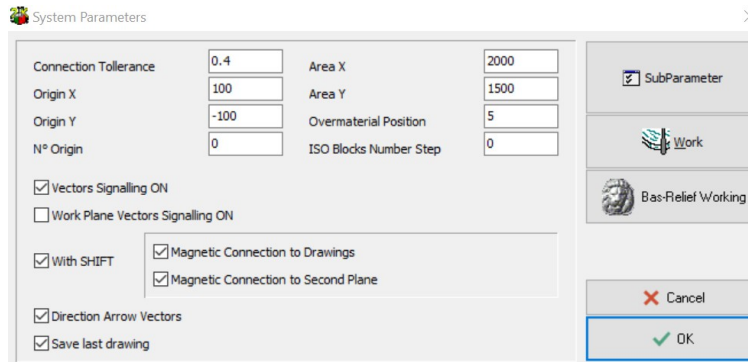 System Parameters
Connection Tollerance 0.4 Area X 2000
Origin X 100 Area Y 1500
Origin Y -100 Overmaterial Position 5
Nº Origin 0 ISO Blocks Number Step 0
Vectors Signalling ON
Work Plane Vectors Signalling ON
With SHIFT
Magnetic Connection to Drawings
Magnetic Connection to Second Plane
Direction Arrow Vectors
Save last drawing
SubParameter
Work
Bas-Relief Working
Cancel
OK